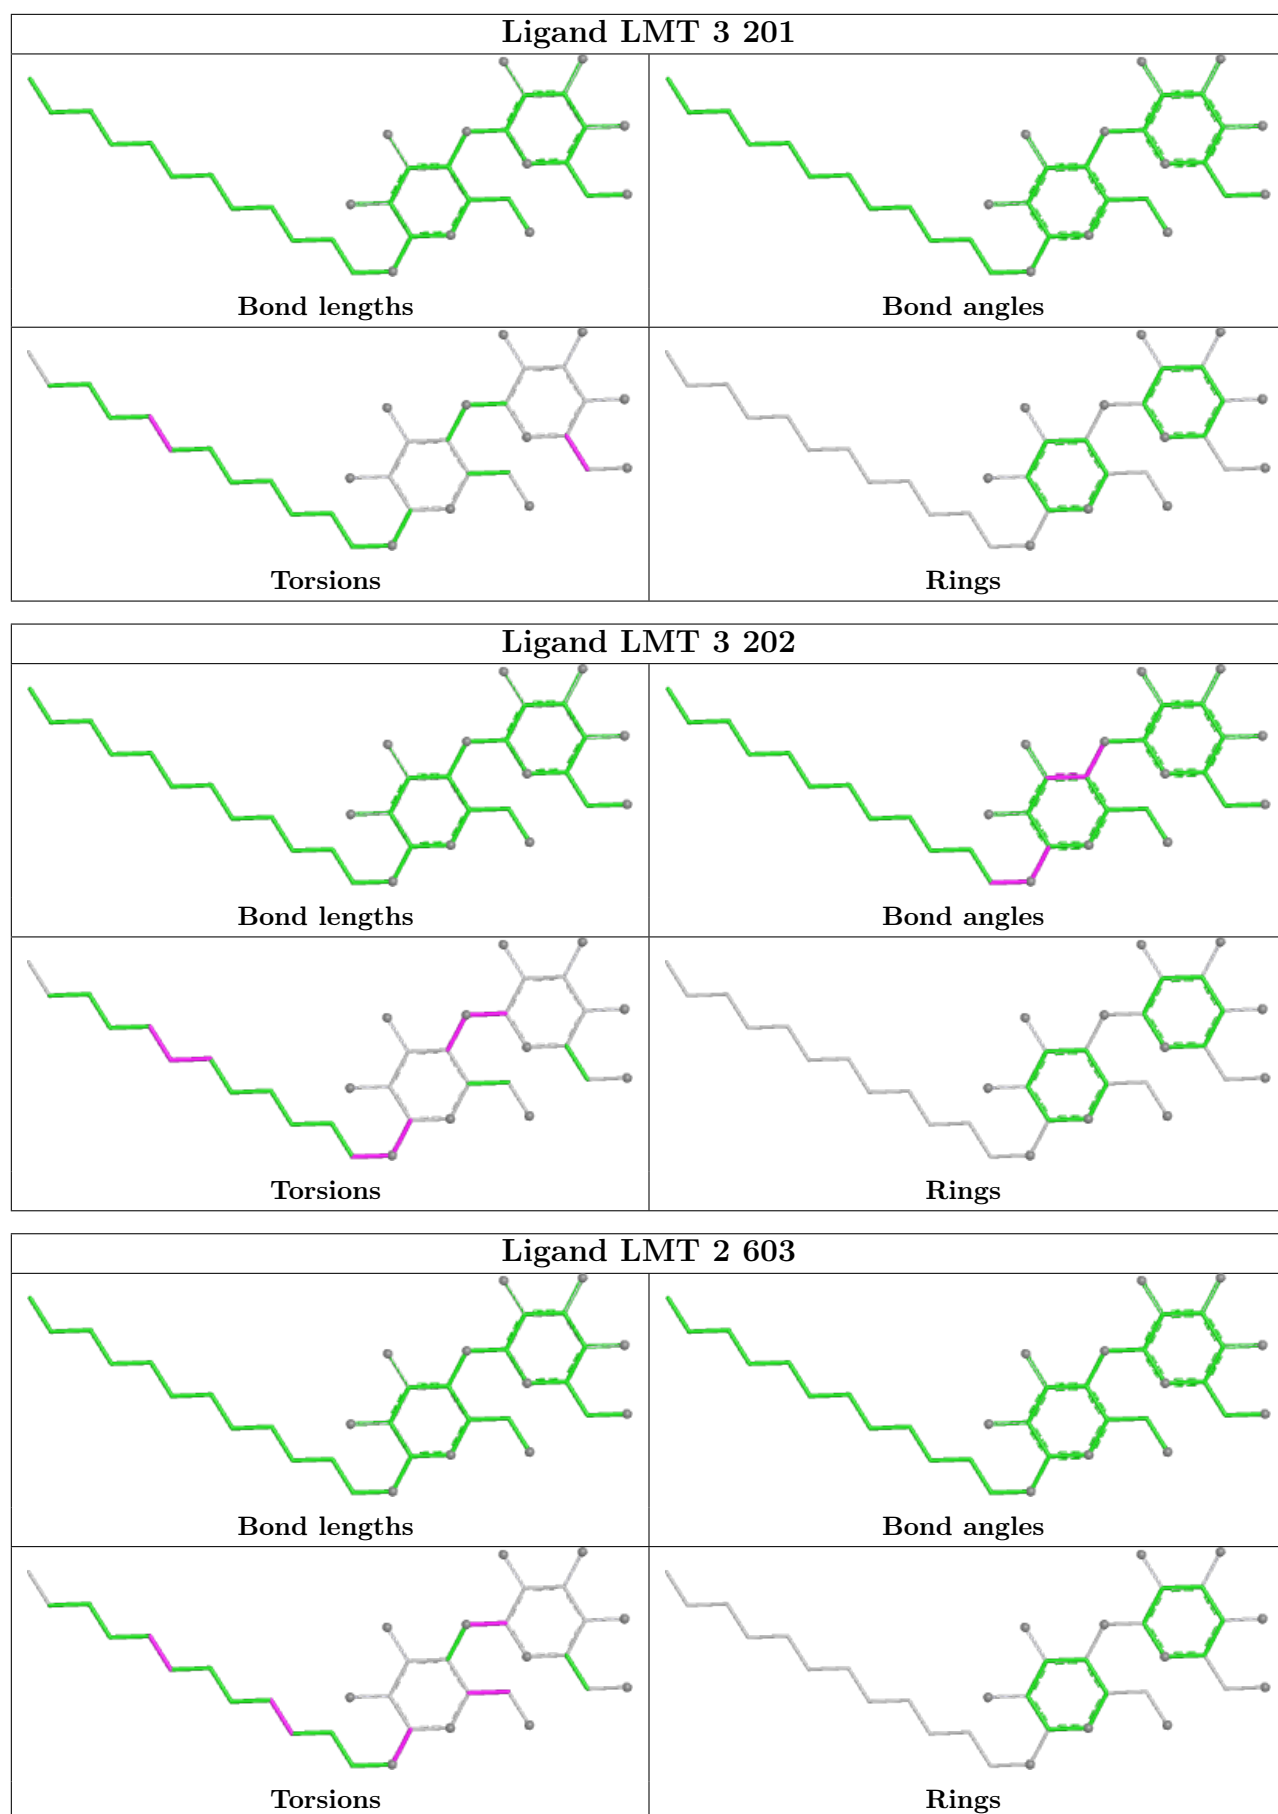 Ligand LMT 3 201
Bond lengths
Bond angles
Torsions
Rings
Ligand LMT 3 202
Bond lengths
Bond angles
Torsions
Rings
Ligand LMT 2 603
Bond lengths
Bond angles
Torsions
Rings